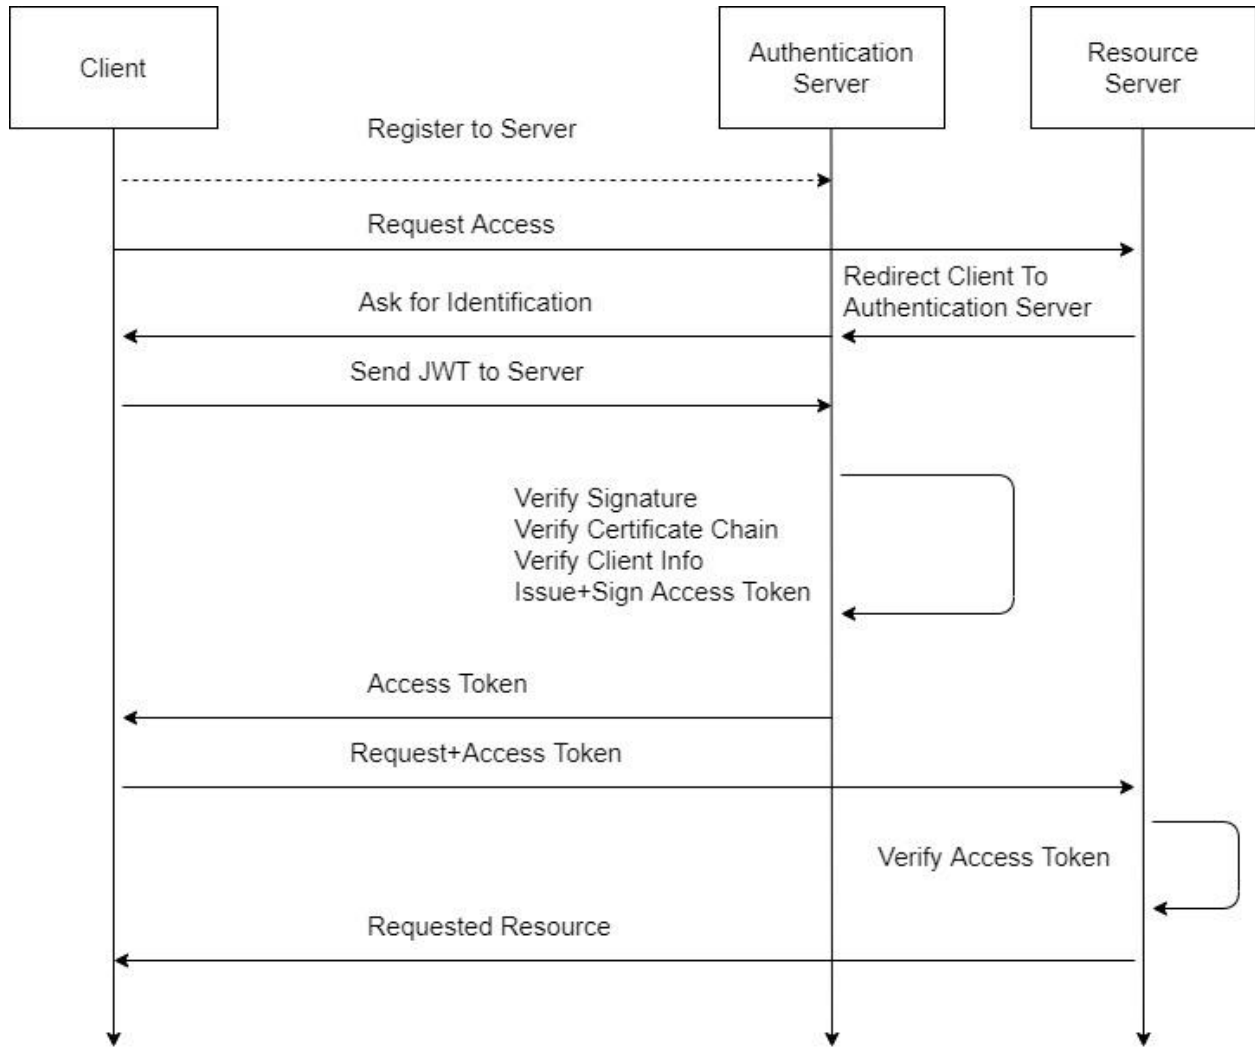 Client
Authentication
Server
Resource
Server
Register to Server
Request Access
Redirect Client To
Authentication Server
Ask for Identification
Send JWT to Server
Verify Signature
Verify Certificate Chain
Verify Client Info
Issue+Sign Access Token
Access Token
Request+Access Token
Verify Access Token
Requested Resource